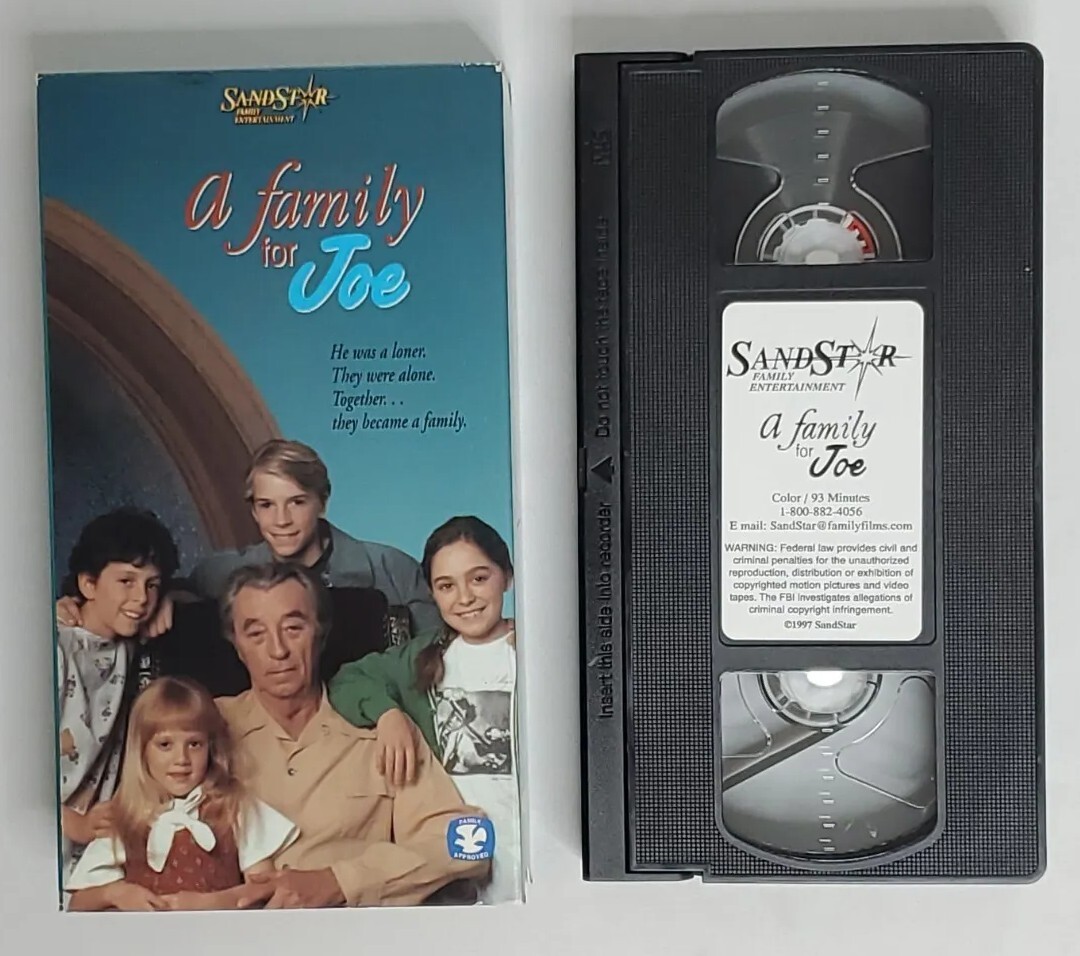 SANDSTAR
FAMILY
ENTERTAINMENT
a family
for
Joe
He was a loner.
They were alone.
Together...
they became a family.
FAMILY
APPROVED
VHS
Do not touch the tape inside
Insert this side into recorder
SANDSTAR
FAMILY
ENTERTAINMENT
a family
for
Joe
Color / 93 Minutes
1-800-882-4056
E mail: SandStar@familyfilms.com
WARNING: Federal law provides civil and
criminal penalties for the unauthorized
reproduction, distribution or exhibition of
copyrighted motion pictures and video
tapes. The FBI investigates allegations of
criminal copyright infringement.
©1997 SandStar